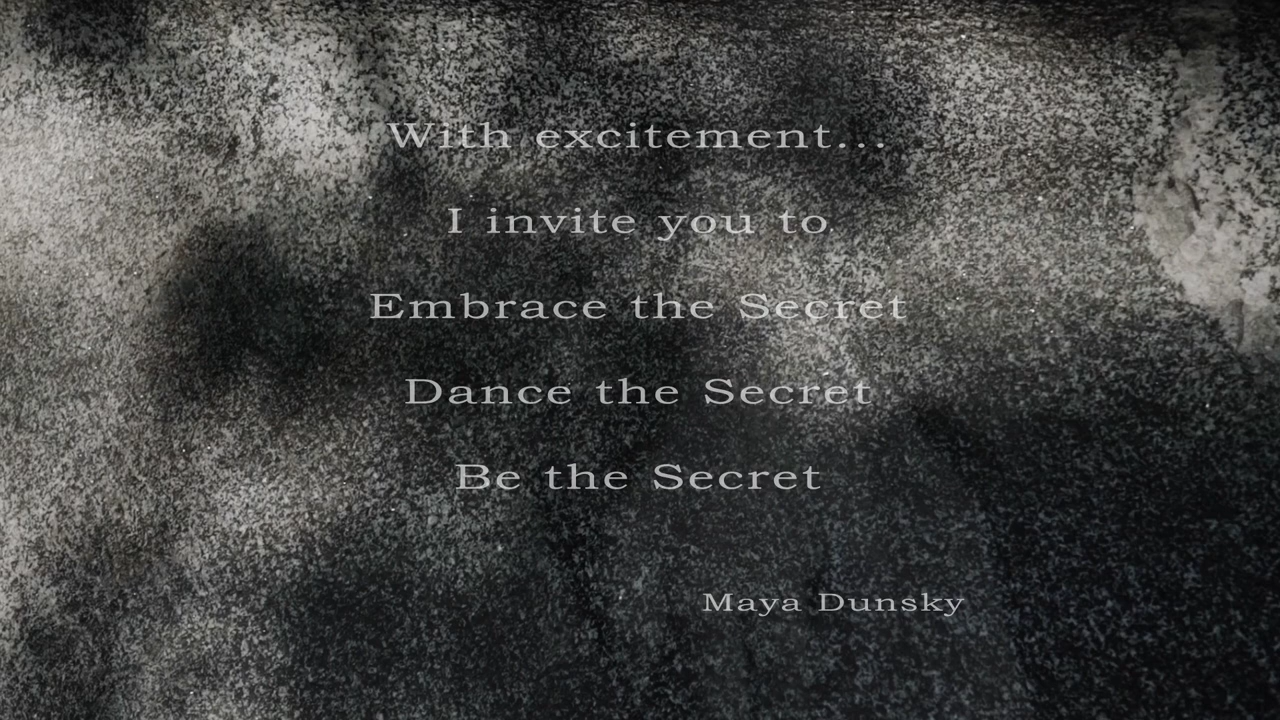 With excitement...
I invite you to
Embrace the Secret
Dance the Secret
Be the Secret
Maya Dunsky